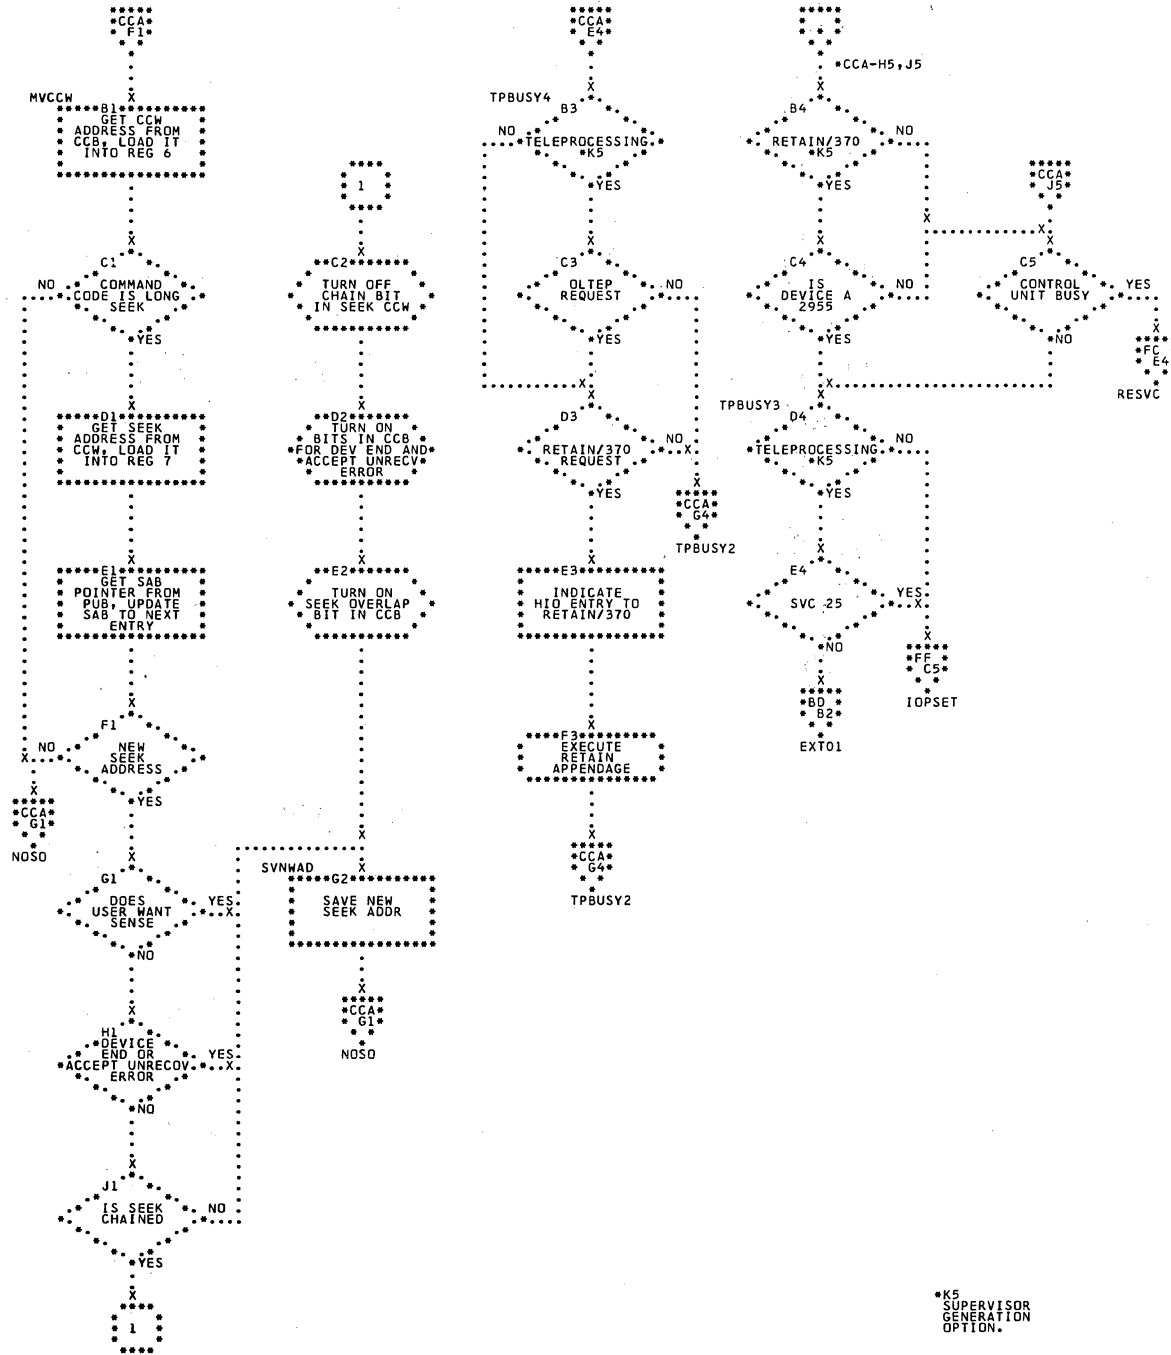 CCA
F1
MVCCW
B1
GET CCW
ADDRESS FROM
CCB, LOAD IT
INTO REG 6
C1
NO
COMMAND
CODE IS LONG
SEEK
YES
D1
GET SEEK
ADDRESS FROM
CCW, LOAD IT
INTO REG 7
E1
GET SAB
POINTER FROM
PUB, UPDATE
SAB TO NEXT
ENTRY
F1
NO
NEW
SEEK
ADDRESS
YES
CCA
G1
NOSO
G1
DOES
USER WANT
SENSE
YES
NO
H1
DEVICE
END OR
ACCEPT UNRECOV
ERROR
YES
NO
J1
IS SEEK
CHAINED
NO
YES
1
1
C2
TURN OFF
CHAIN BIT
IN SEEK CCW
D2
TURN ON
BITS IN CCB
FOR DEV END AND
ACCEPT UNRECV
ERROR
E2
TURN ON
SEEK OVERLAP
BIT IN CCB
SVNWAD
G2
SAVE NEW
SEEK ADDR
CCA
G1
NOSO
CCA
E4
TPBUSY4
B3
NO
TELEPROCESSING
*K5
YES
C3
OLTEP
REQUEST
NO
YES
D3
RETAIN/370
REQUEST
NO
YES
CCA
G4
TPBUSY2
E3
INDICATE
HIO ENTRY TO
RETAIN/370
F3
EXECUTE
RETAIN
APPENDAGE
CCA
G4
TPBUSY2
*CCA-H5,J5
B4
RETAIN/370
*K5
NO
YES
C4
IS
DEVICE A
2955
NO
YES
CCA
J5
C5
CONTROL
UNIT BUSY
YES
NO
FC
E4
RESVC
TPBUSY3
D4
TELEPROCESSING
*K5
NO
YES
E4
SVC 25
YES
NO
FF
C5
IOPSET
BD
B2
EXT01
*K5
SUPERVISOR
GENERATION
OPTION.